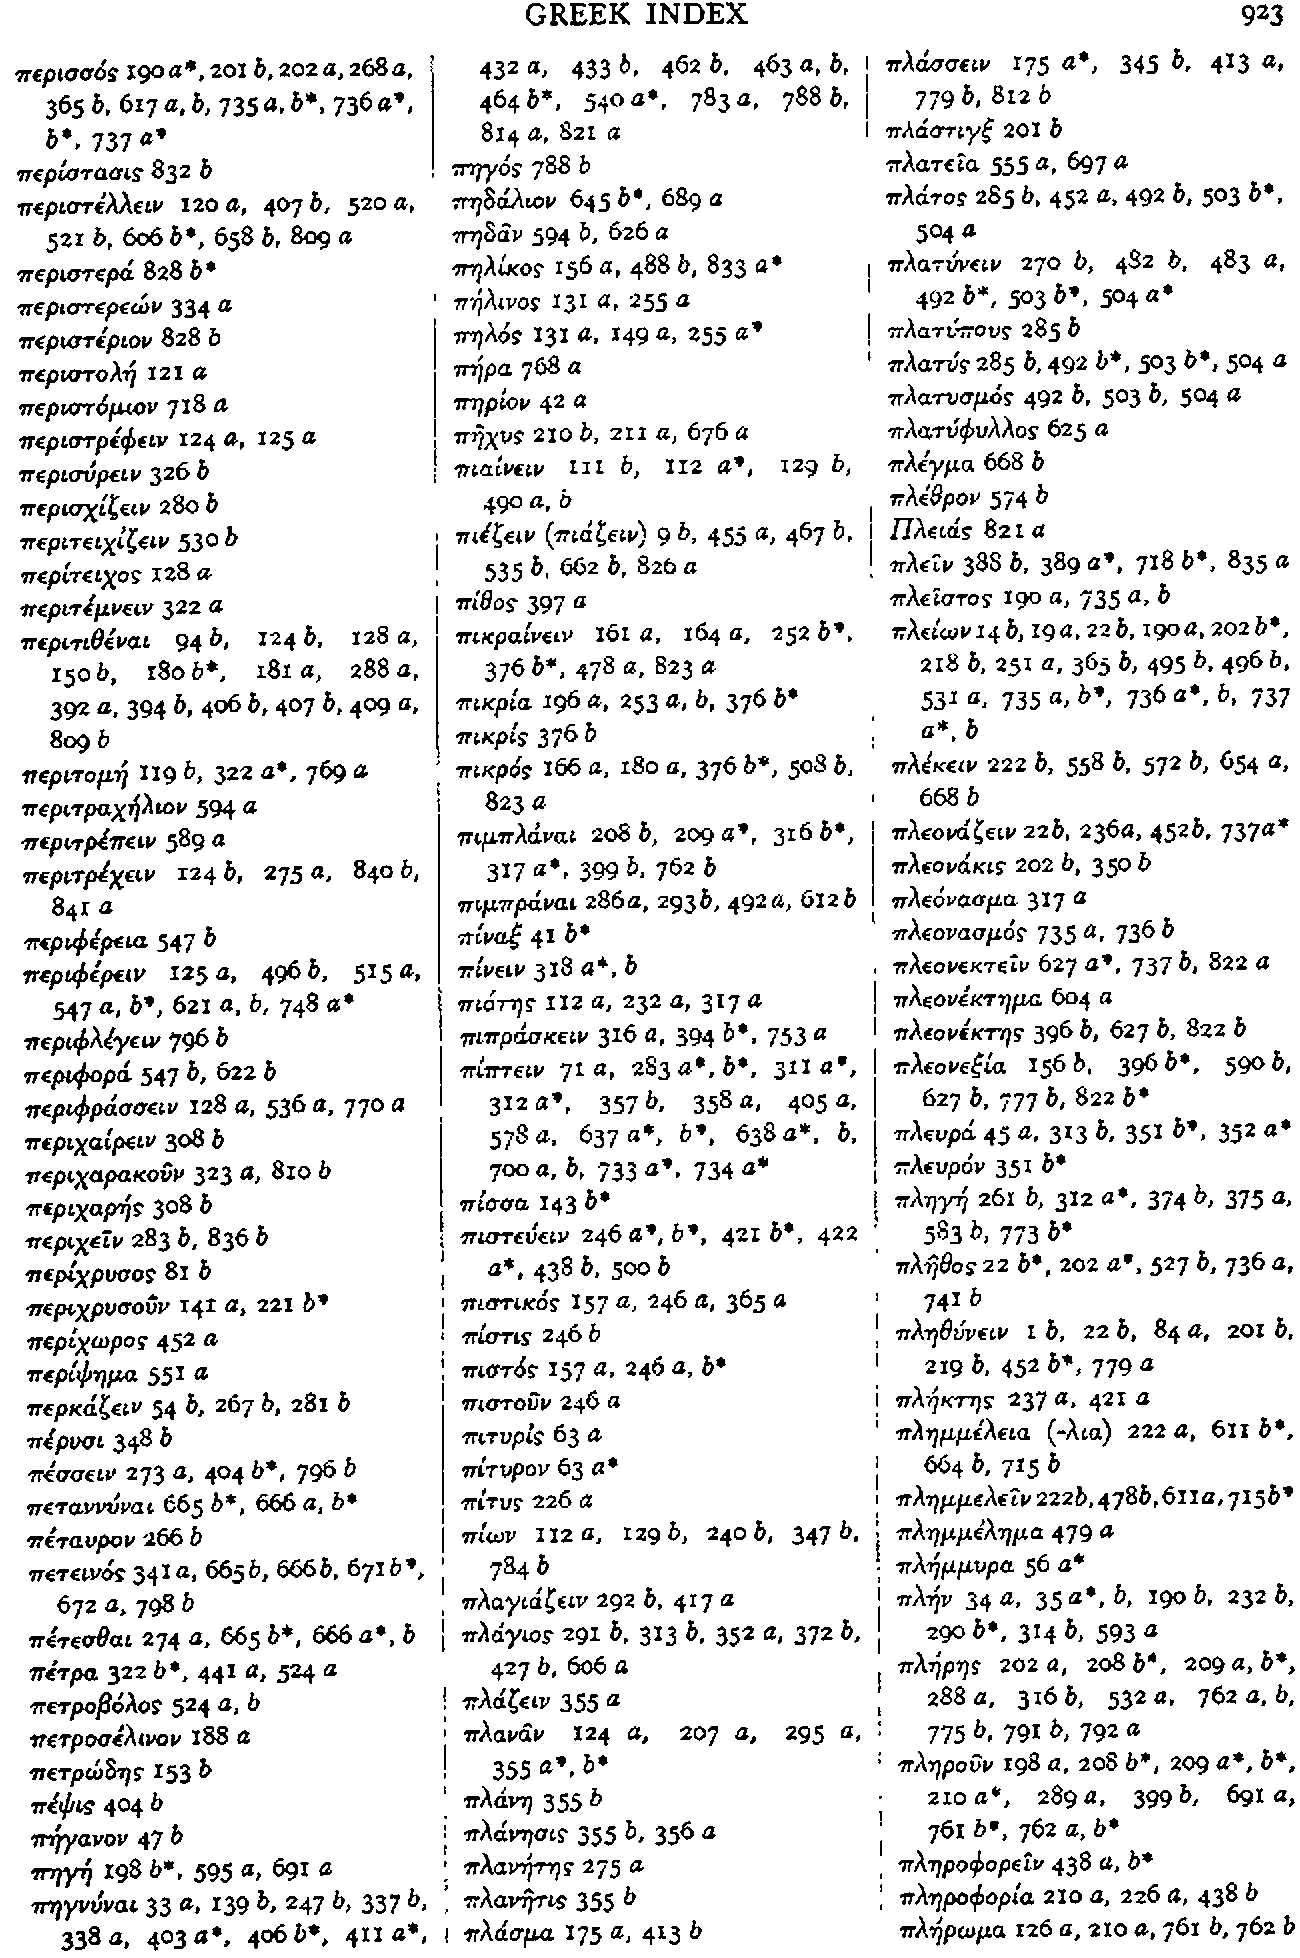 GREEK INDEX 923
περισσός 190 a*, 201 b, 202 a, 268 a,
365 b, 617 a, b, 735 a, b*, 736 a*,
b*, 737 a*
περίστασις 832 b
περιστέλλειν 120 a, 407 b, 520 a,
521 b, 606 b*, 658 b, 809 a
περιστερά 828 b*
περιστερεών 334 a
περιστέριον 828 b
περιστολή 121 a
περιστόμιον 718 a
περιστρέφειν 124 a, 125 a
περισύρειν 326 b
περισχίζειν 280 b
περιτειχίζειν 530 b
περίτειχος 128 a
περιτέμνειν 322 a
περιτιθέναι 94 b, 124 b, 128 a,
150 b, 180 b*, 181 a, 288 a,
392 a, 394 b, 406 b, 407 b, 409 a,
809 b
περιτομή 119 b, 322 a*, 769 a
περιτραχήλιον 594 a
περιτρέπειν 589 a
περιτρέχειν 124 b, 275 a, 840 b,
841 a
περιφέρεια 547 b
περιφέρειν 125 a, 496 b, 515 a,
547 a, b*, 621 a, b, 748 a*
περιφλέγειν 796 b
περιφορά 547 b, 622 b
περιφράσσειν 128 a, 536 a, 770 a
περιχαίρειν 308 b
περιχαρακοῦν 323 a, 810 b
περιχαρής 308 b
περιχεῖν 283 b, 836 b
περίχρυσος 81 b
περιχρυσοῦν 141 a, 221 b*
περίχωρος 452 a
περίψημα 551 a
περκάζειν 54 b, 267 b, 281 b
πέρυσι 348 b
πέσσειν 273 a, 404 b*, 796 b
πεταννύναι 665 b*, 666 a, b*
πέταυρον 266 b
πετεινός 341 a, 665 b, 666 b, 671 b*,
672 a, 798 b
πέτεσθαι 274 a, 665 b*, 666 a*, b
πέτρα 322 b*, 441 a, 524 a
πετροβόλος 524 a, b
πετροσέλινον 188 a
πετρώδης 153 b
πέψις 404 b
πήγανον 47 b
πηγή 198 b*, 595 a, 691 a
πηγνύναι 33 a, 139 b, 247 b, 337 b,
338 a, 403 a*, 406 b*, 411 a*,
432 a, 433 b, 462 b, 463 a, b,
464 b*, 540 a*, 783 a, 788 b,
814 a, 821 a
πηγός 788 b
πηδάλιον 645 b*, 689 a
πηδᾶν 594 b, 626 a
πηλίκος 156 a, 488 b, 833 a*
πήλινος 131 a, 255 a
πηλός 131 a, 149 a, 255 a*
πήρα 768 a
πηρίον 42 a
πῆχυς 210 b, 211 a, 676 a
πιαίνειν 111 b, 112 a*, 129 b,
490 a, b
πιέζειν (πιάζειν) 9 b, 455 a, 467 b,
535 b, 662 b, 826 a
πίθος 397 a
πικραίνειν 161 a, 164 a, 252 b*,
376 b*, 478 a, 823 a
πικρία 196 a, 253 a, b, 376 b*
πικρίς 376 b
πικρός 166 a, 180 a, 376 b*, 508 b,
823 a
πιμπλάναι 208 b, 209 a*, 316 b*,
317 a*, 399 b, 762 b
πιμπράναι 286 a, 293 b, 492 a, 612 b
πίναξ 41 b*
πίνειν 318 a*, b
πιότης 112 a, 232 a, 317 a
πιπράσκειν 316 a, 394 b*, 753 a
πίπτειν 71 a, 283 a*, b*, 311 a*,
312 a*, 357 b, 358 a, 405 a,
578 a, 637 a*, b*, 638 a*, b,
700 a, b, 733 a*, 734 a*
πίσσα 143 b*
πιστεύειν 246 a*, b*, 421 b*, 422
a*, 438 b, 500 b
πιστικός 157 a, 246 a, 365 a
πίστις 246 b
πιστός 157 a, 246 a, b*
πιστοῦν 246 a
πιτυρίς 63 a
πίτυρον 63 a*
πίτυς 226 a
πίων 112 a, 129 b, 240 b, 347 b,
784 b
πλαγιάζειν 292 b, 417 a
πλάγιος 291 b, 313 b, 352 a, 372 b,
427 b, 606 a
πλάζειν 355 a
πλανᾶν 124 a, 207 a, 295 a,
355 a*, b*
πλάνη 355 b
πλάνησις 355 b, 356 a
πλανήτης 275 a
πλανῆτις 355 b
πλάσμα 175 a, 413 b
πλάσσειν 175 a*, 345 b, 413 a,
779 b, 812 b
πλάστιγξ 201 b
πλατεῖα 555 a, 697 a
πλάτος 285 b, 452 a, 492 b, 503 b*,
504 a
πλατύνειν 270 b, 482 b, 483 a,
492 b*, 503 b*, 504 a*
πλατύπους 285 b
πλατύς 285 b, 492 b*, 503 b*, 504 a
πλατυσμός 492 b, 503 b, 504 a
πλατύφυλλος 625 a
πλέγμα 668 b
πλέθρον 574 b
Πλειάς 821 a
πλεῖν 388 b, 389 a*, 718 b*, 835 a
πλεῖστος 190 a, 735 a, b
πλείων 14 b, 19 a, 22 b, 190 a, 202 b*,
218 b, 251 a, 365 b, 495 b, 496 b,
531 a, 735 a, b*, 736 a*, b, 737
a*, b
πλέκειν 222 b, 558 b, 572 b, 654 a,
668 b
πλεονάζειν 22 b, 236 a, 452 b, 737 a*
πλεονάκις 202 b, 350 b
πλεόνασμα 317 a
πλεονασμός 735 a, 736 b
πλεονεκτεῖν 627 a*, 737 b, 822 a
πλεονέκτημα 604 a
πλεονέκτης 396 b, 627 b, 822 b
πλεονεξία 156 b, 396 b*, 590 b,
627 b, 777 b, 822 b*
πλευρά 45 a, 313 b, 351 b*, 352 a*
πλευρόν 351 b*
πληγή 261 b, 312 a*, 374 b, 375 a,
583 b, 773 b*
πλῆθος 22 b*, 202 a*, 527 b, 736 a,
741 b
πληθύνειν 1 b, 22 b, 84 a, 201 b,
219 b, 452 b*, 779 a
πλήκτης 237 a, 421 a
πλημμέλεια (-λια) 222 a, 611 b*,
664 b, 715 b
πλημμελεῖν 222 b, 478 b, 611 a, 715 b*
πλημμέλημα 479 a
πλήμμυρα 56 a*
πλήν 34 a, 35 a*, b, 190 b, 232 b,
290 b*, 314 b, 593 a
πλήρης 202 a, 208 b*, 209 a, b*,
288 a, 316 b, 532 a, 762 a, b,
775 b, 791 b, 792 a
πληροῦν 198 a, 208 b*, 209 a*, b*,
210 a*, 289 a, 399 b, 691 a,
761 b*, 762 a, b*
πληροφορεῖν 438 a, b*
πληροφορία 210 a, 226 a, 438 b
πλήρωμα 126 a, 210 a, 761 b, 762 b